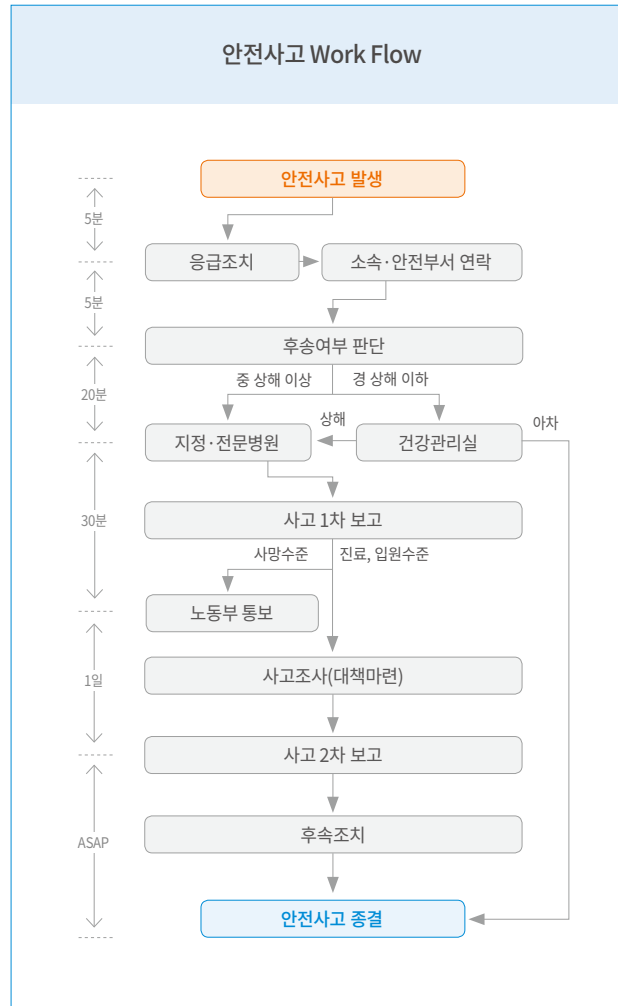 안전사고 Work Flow
안전사고 발생
5분
응급조치
소속·안전부서 연락
5분
후송여부 판단
중 상해 이상
경 상해 이하
20분
상해
아차
지정·전문병원
건강관리실
30분
사고 1차 보고
사망수준
진료, 입원수준
노동부 통보
1일
사고조사(대책마련)
사고 2차 보고
ASAP
후속조치
안전사고 종결